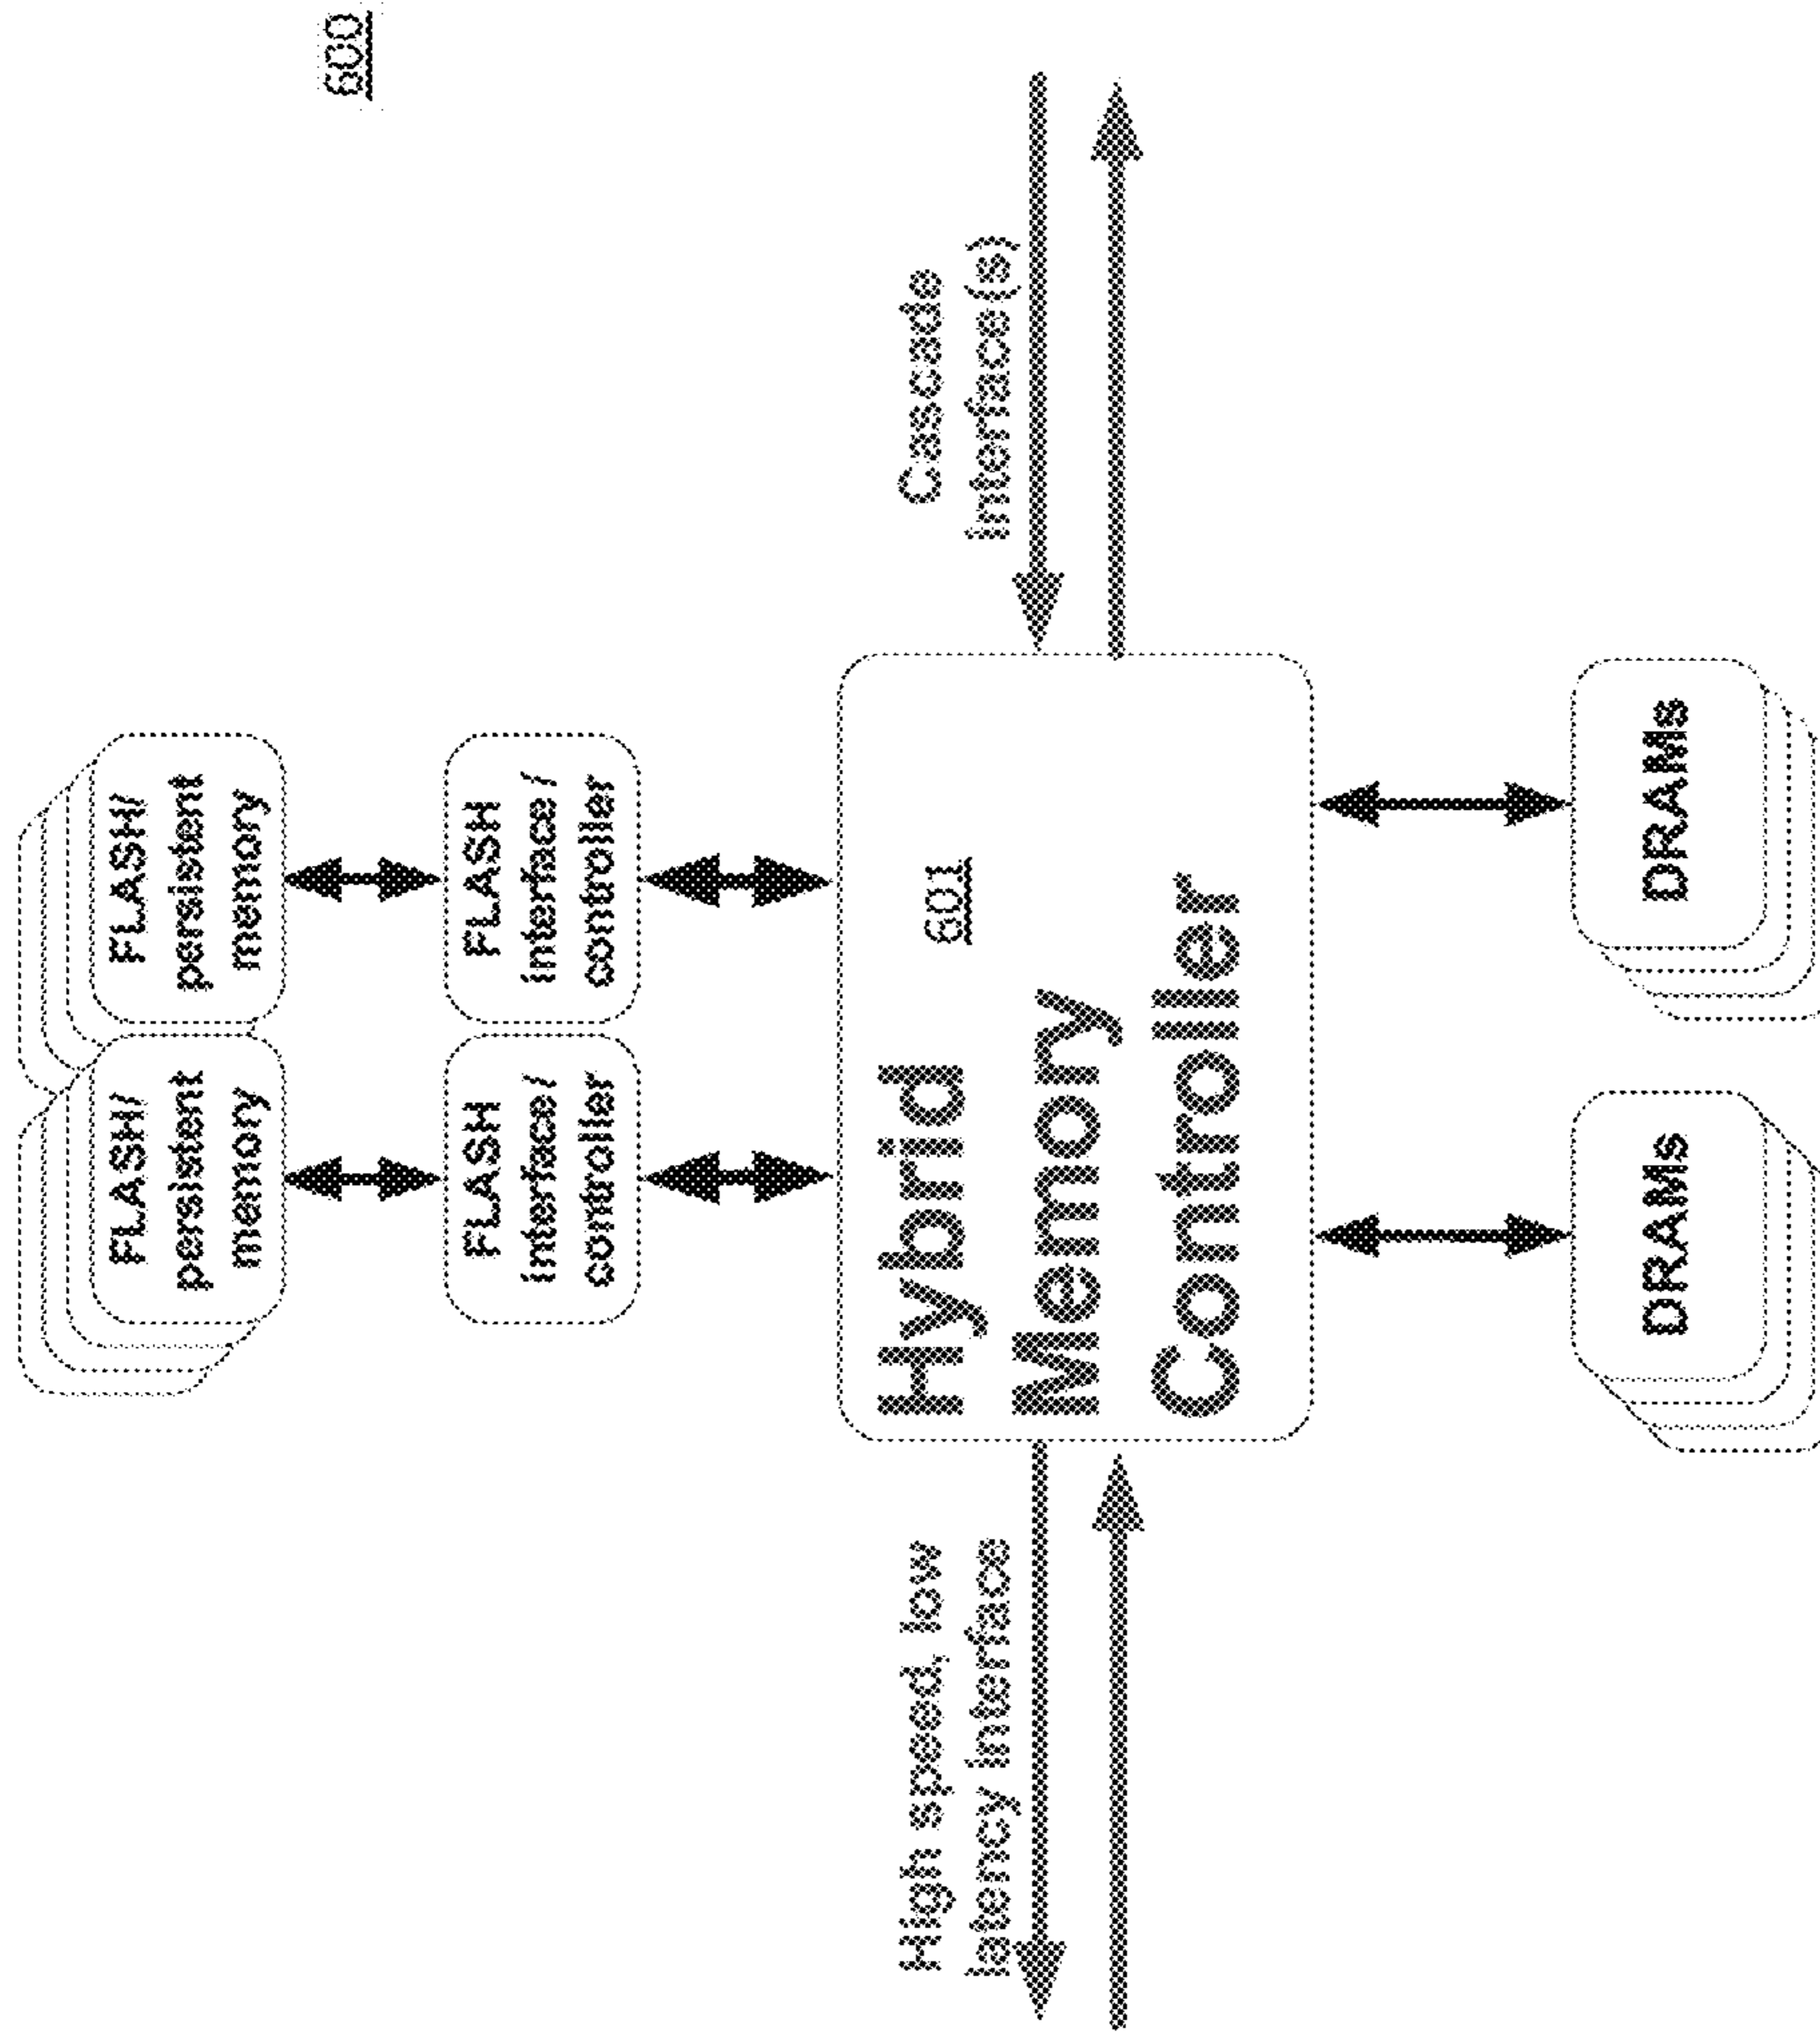 FLASH/
persistent
memory
FLASH/
persistent
memory
600
FLASH
interface/
controller
FLASH
interface/
controller
High speed, low
latency interface
Hybrid
Memory
Controller
601
Cascade
interface(s)
DRAMs
DRAMs